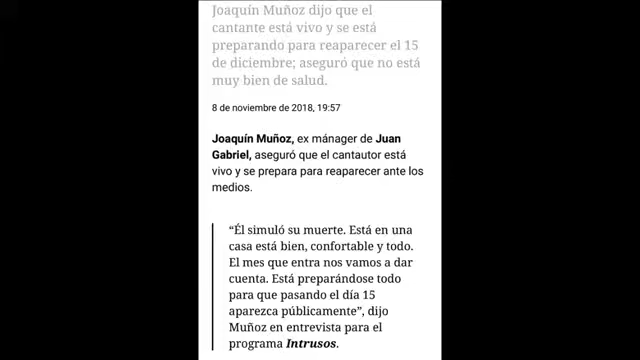 Joaquín Muñoz dijo que el
cantante está vivo y se está
preparando para reaparecer el 15
de diciembre; aseguró que no está
muy bien de salud.
8 de noviembre de 2018, 19:57
Joaquín Muñoz, ex mánager de Juan
Gabriel, aseguró que el cantautor está
vivo y se prepara para reaparecer ante los
medios.
“Él simuló su muerte. Está en una
casa está bien, confortable y todo.
El mes que entra nos vamos a dar
cuenta. Está preparándose todo
para que pasando el día 15
aparezca públicamente”, dijo
Muñoz en entrevista para el
programa Intrusos.